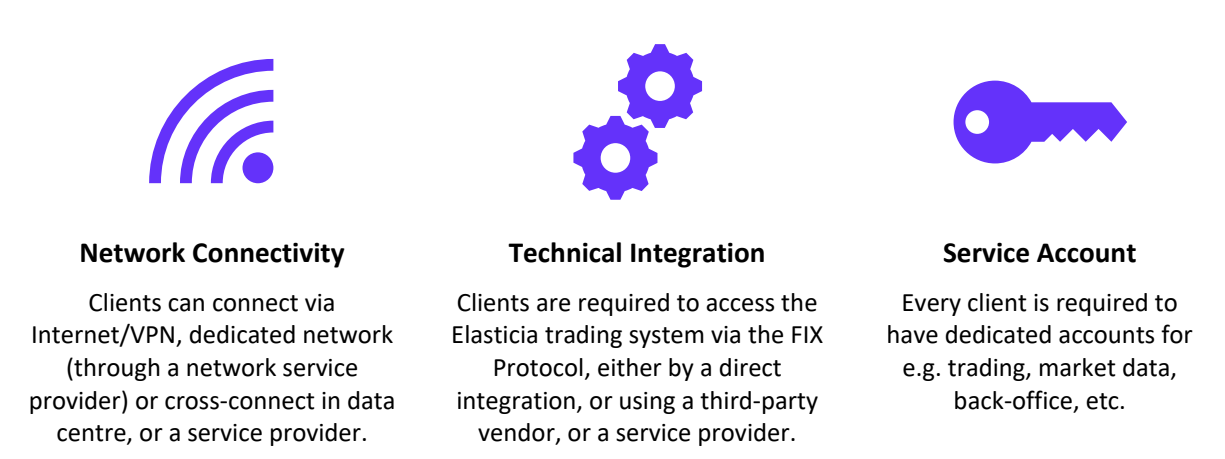 Network Connectivity
Clients can connect via
Internet/VPN, dedicated network
(through a network service
provider) or cross-connect in data
centre, or a service provider.
Technical Integration
Clients are required to access the
Elasticia trading system via the FIX
Protocol, either by a direct
integration, or using a third-party
vendor, or a service provider.
Service Account
Every client is required to
have dedicated accounts for
e.g. trading, market data,
back-office, etc.